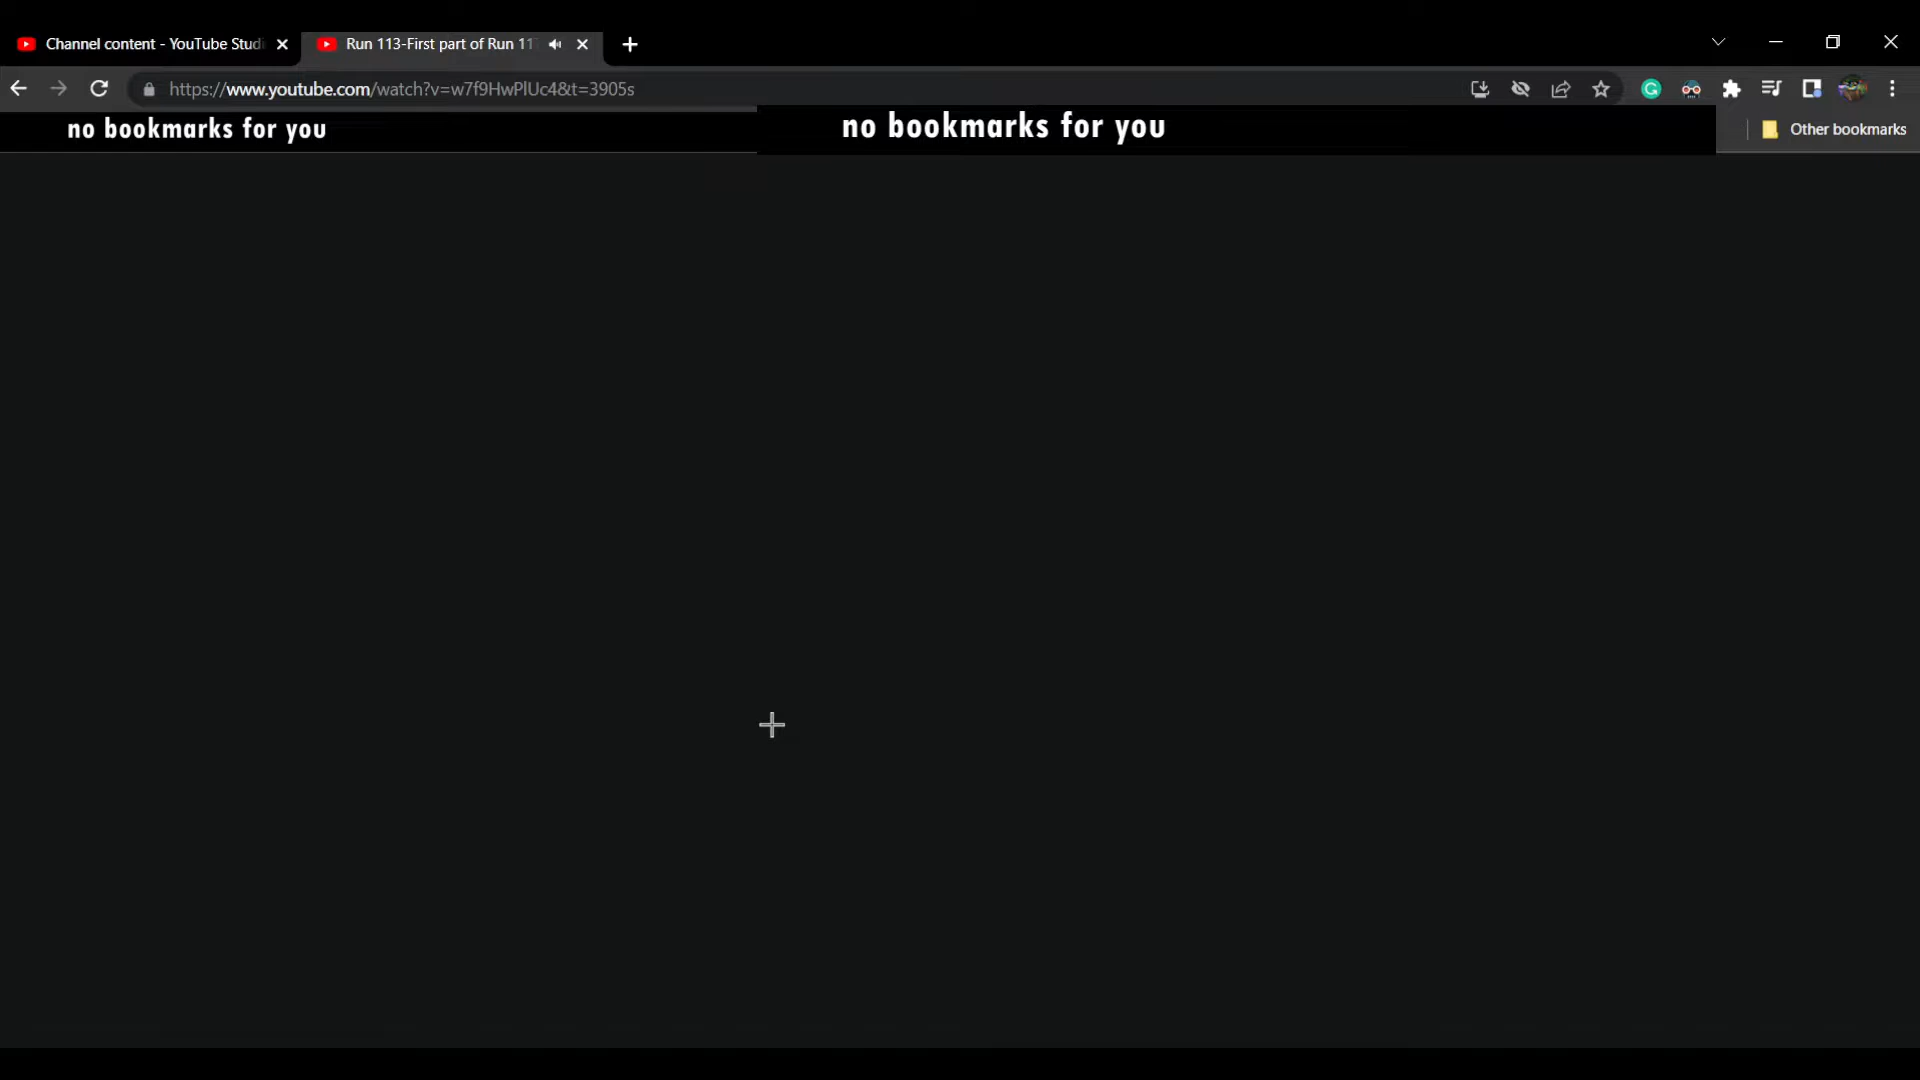 Channel content - YouTube Studi
Run 113-First part of Run 11
https://www.youtube.com/watch?v=w7f9HwPlUc4&t=3905s
no bookmarks for you
no bookmarks for you
Other bookmarks